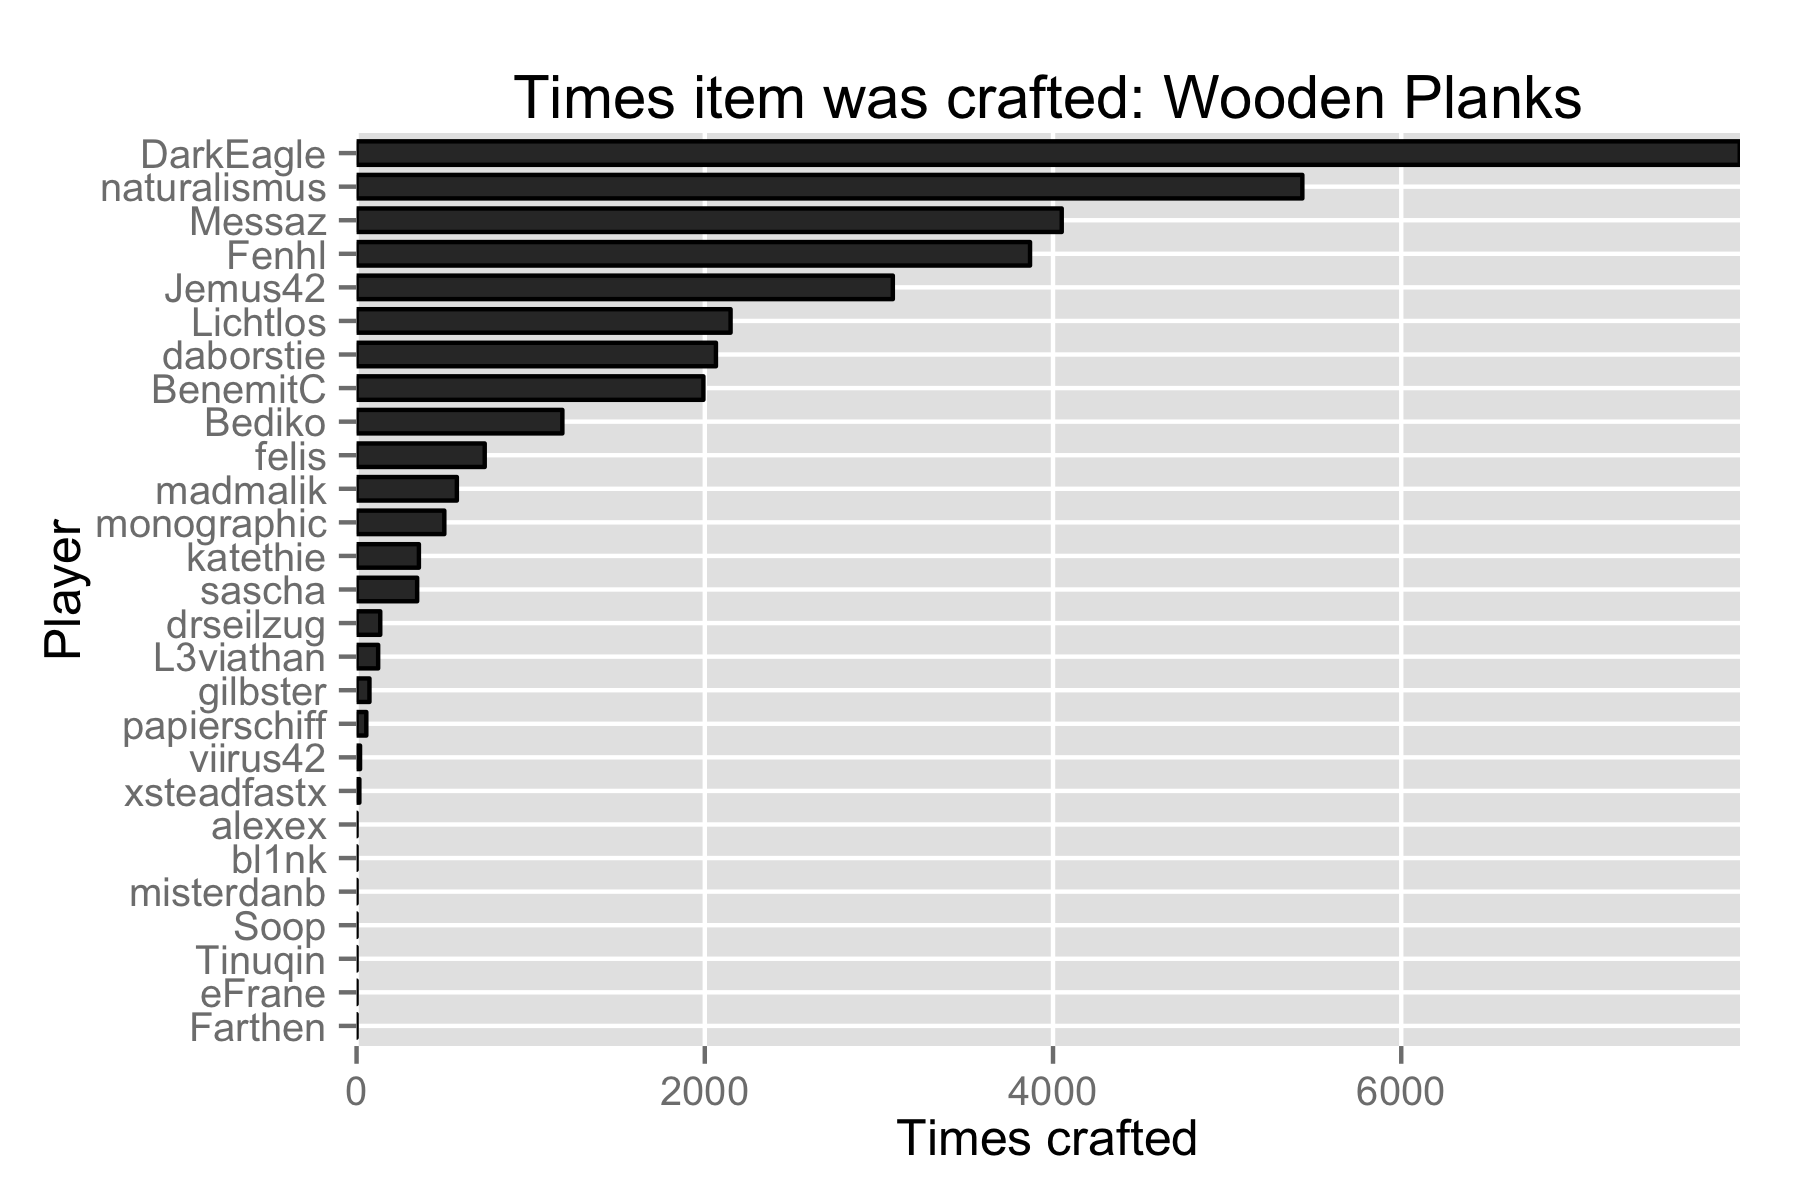 Times item was crafted: Wooden Planks
DarkEagle
naturalismus
Messaz
Fenhl
Jemus42
Lichtlos
daborstie
BenemitC
Bediko
felis
madmalik
monographic
katethie
sascha
drseilzug
L3viathan
gilbster
papierschiff
viirus42
xsteadfastx
alexex
bl1nk
misterdanb
Soop
Tinuqin
eFrane
Farthen
Player
0 2000 4000 6000
Times crafted